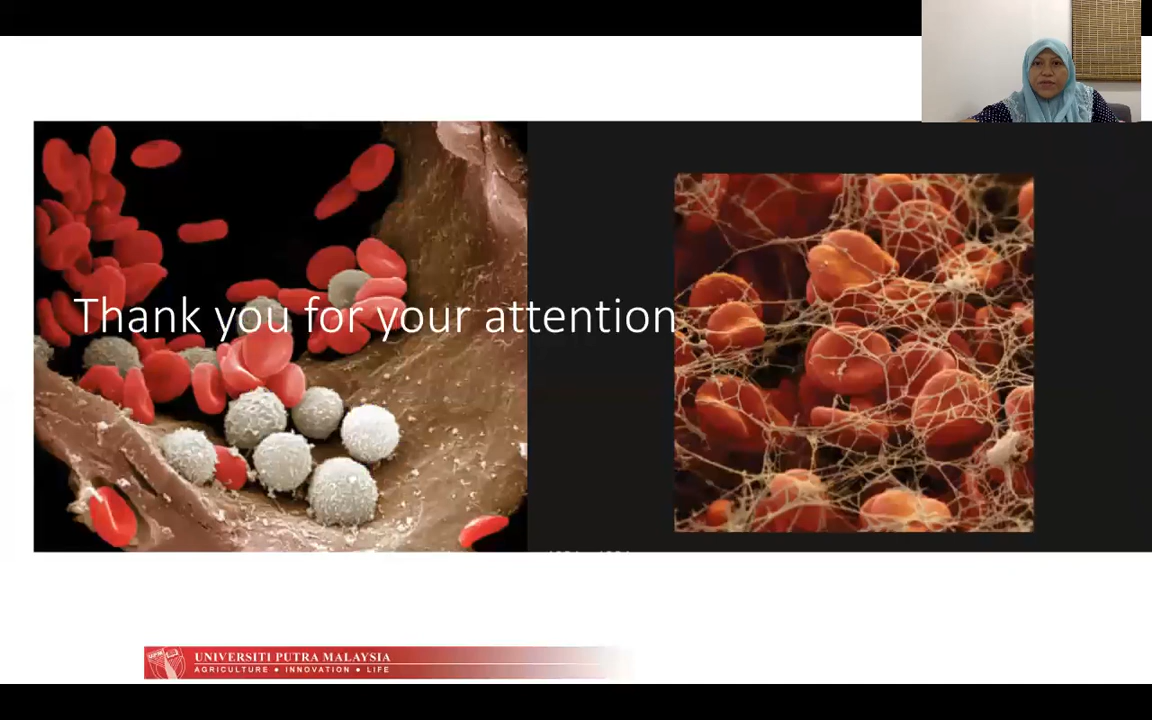 Thank you for your attention
UNIVERSITI PUTRA MALAYSIA
AGRICULTURE • INNOVATION • LIFE